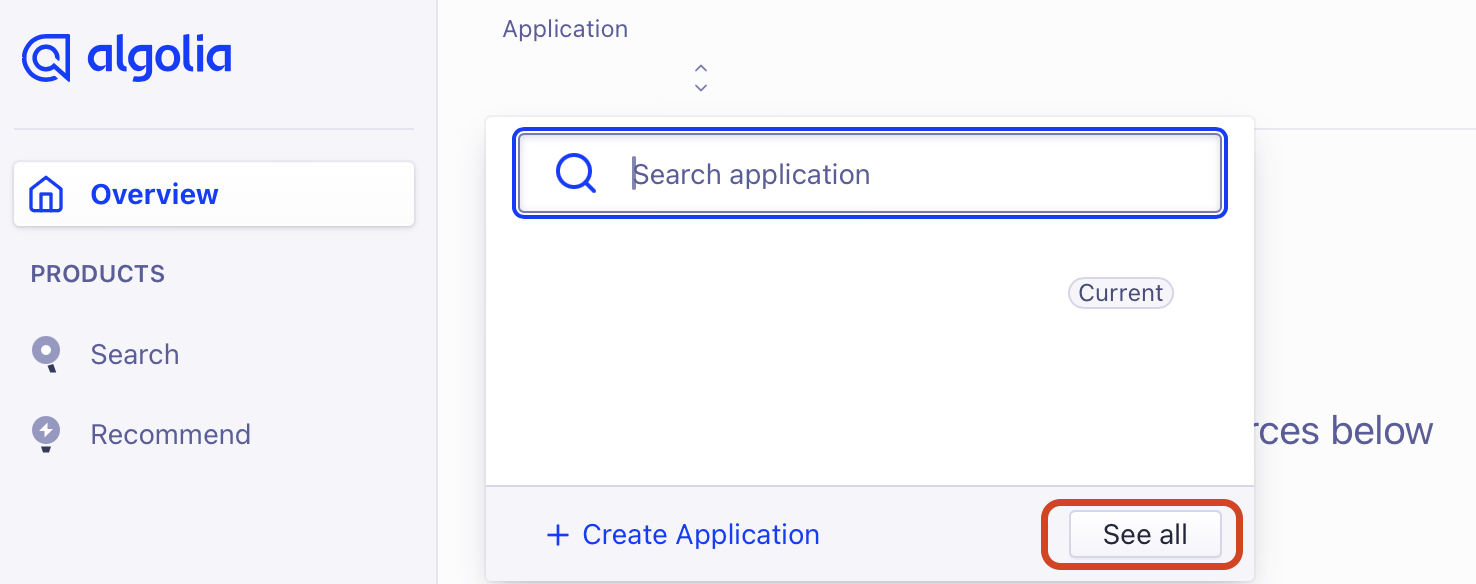 algolia
Overview
PRODUCTS
Search
Recommend
Application
Search application
Current
rces below
+ Create Application
See all